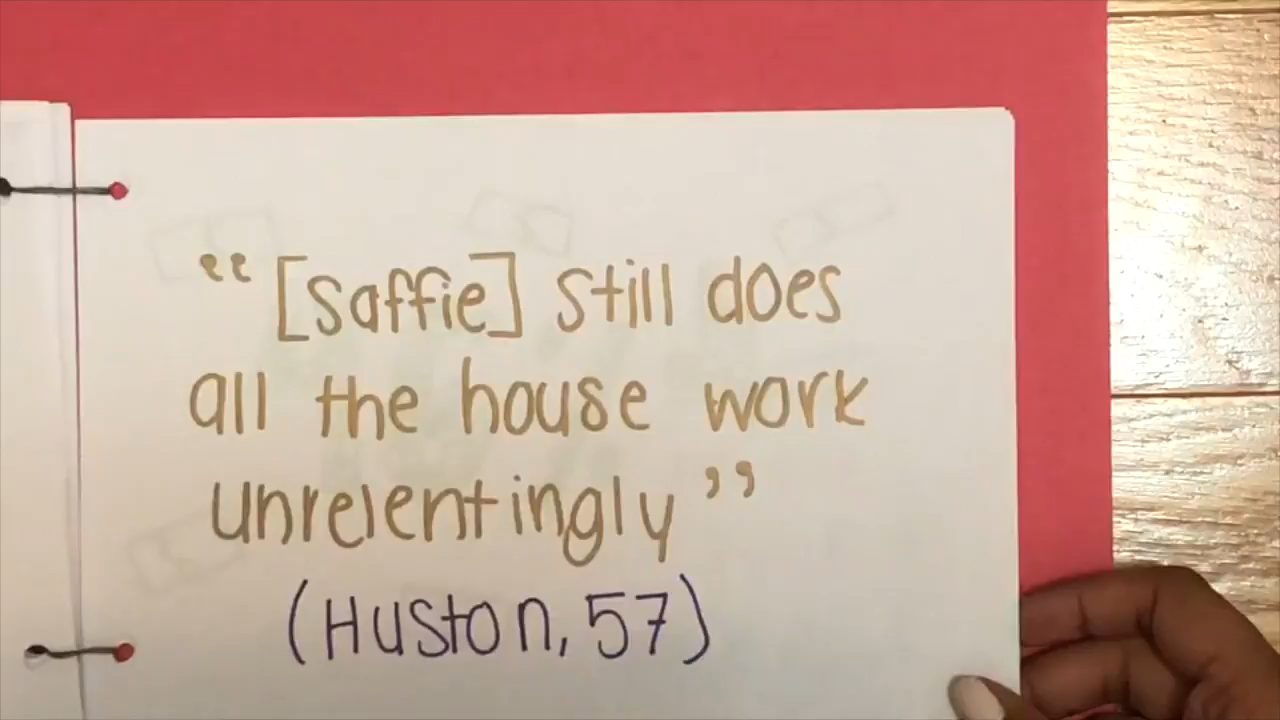 “[Saffie] still does
all the house work
unrelentingly”
(Huston, 57)